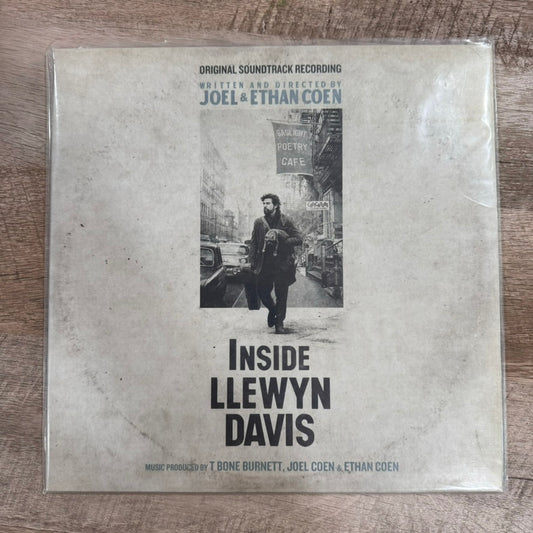 ORIGINAL SOUNDTRACK RECORDING
WRITTEN AND DIRECTED BY
JOEL & ETHAN COEN
GASLIGHT
POETRY
CAFE
INSIDE
LLEWYN
DAVIS
MUSIC PRODUCED BY T BONE BURNETT, JOEL COEN & ETHAN COEN